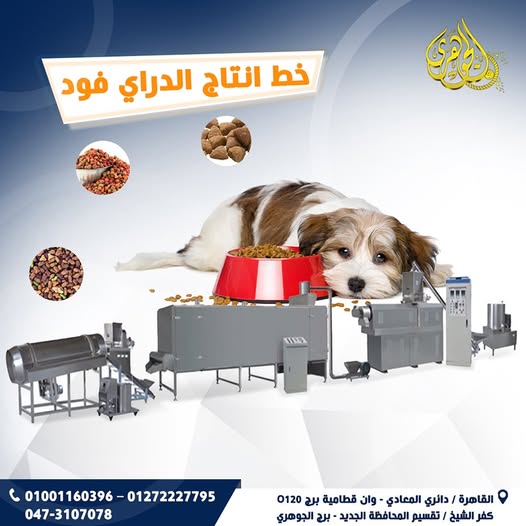 الجوهري
خط انتاج الدراي فود
القاهرة / دائري المعادي - وان قطامية برج O120
كفر الشيخ / تقسيم المحافظة الجديد - برج الجوهري
01001160396 – 01272227795
047-3107078